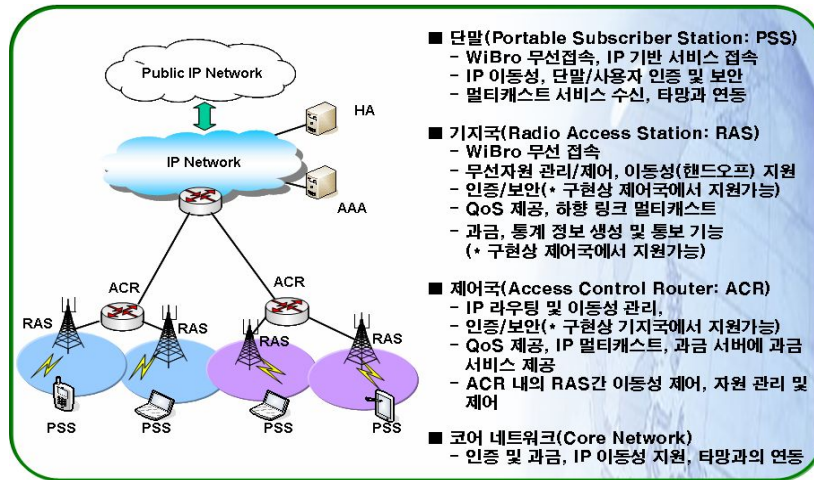 Public IP Network
HA
IP Network
AAA
ACR
ACR
RAS
RAS
RAS
RAS
PSS
PSS
PSS
PSS
■ 단말(Portable Subscriber Station: PSS)
– WiBro 무선접속, IP 기반 서비스 접속
– IP 이동성, 단말/사용자 인증 및 보안
– 멀티캐스트 서비스 수신, 타망과 연동
■ 기지국(Radio Access Station: RAS)
– WiBro 무선 접속
– 무선자원 관리/제어, 이동성(핸드오프) 지원
– 인증/보안(* 구현상 제어국에서 지원가능)
– QoS 제공, 하향 링크 멀티캐스트
– 과금, 통계 정보 생성 및 통보 기능
(* 구현상 제어국에서 지원가능)
■ 제어국(Access Control Router: ACR)
– IP 라우팅 및 이동성 관리,
– 인증/보안(* 구현상 기지국에서 지원가능)
– QoS 제공, IP 멀티캐스트, 과금 서버에 과금
서비스 제공
– ACR 내의 RAS간 이동성 제어, 자원 관리 및
제어
■ 코어 네트워크(Core Network)
– 인증 및 과금, IP 이동성 지원, 타망과의 연동